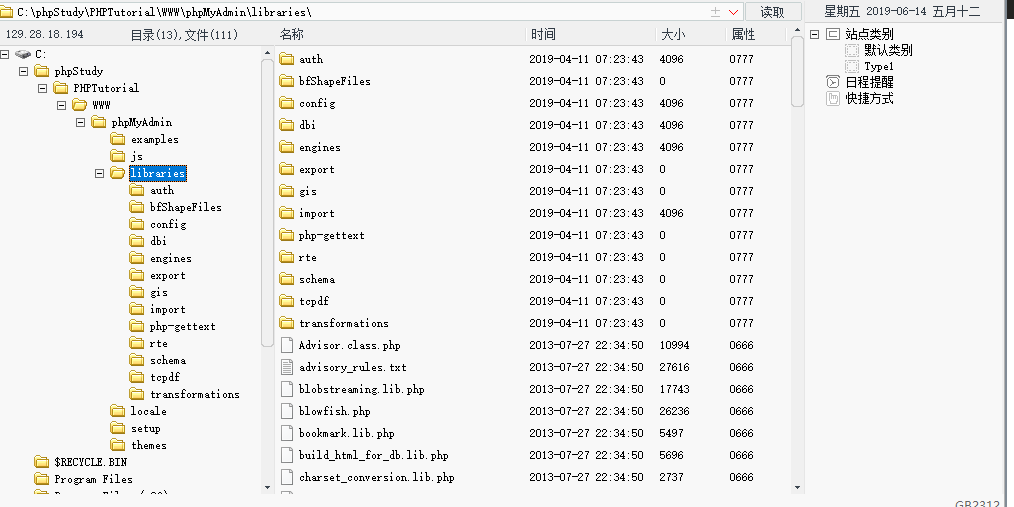 C:\phpStudy\PHPTutorial\WWW\phpMyAdmin\libraries\ 读取 星期五 2019-06-14 五月十二
129.28.18.194 目录(13),文件(111) 名称 时间 大小 属性
C:
phpStudy
PHPTutorial
WWW
phpMyAdmin
examples
js
libraries
auth
bfShapeFiles
config
dbi
engines
export
gis
import
php-gettext
rte
schema
tcpdf
transformations
locale
setup
themes
$RECYCLE.BIN
Program Files
auth 2019-04-11 07:23:43 4096 0777
bfShapeFiles 2019-04-11 07:23:43 0 0777
config 2019-04-11 07:23:43 4096 0777
dbi 2019-04-11 07:23:43 4096 0777
engines 2019-04-11 07:23:43 4096 0777
export 2019-04-11 07:23:43 0 0777
gis 2019-04-11 07:23:43 0 0777
import 2019-04-11 07:23:43 4096 0777
php-gettext 2019-04-11 07:23:43 0 0777
rte 2019-04-11 07:23:43 0 0777
schema 2019-04-11 07:23:43 0 0777
tcpdf 2019-04-11 07:23:43 0 0777
transformations 2019-04-11 07:23:43 0 0777
Advisor.class.php 2013-07-27 22:34:50 10994 0666
advisory_rules.txt 2013-07-27 22:34:50 27616 0666
blobstreaming.lib.php 2013-07-27 22:34:50 17743 0666
blowfish.php 2013-07-27 22:34:50 26236 0666
bookmark.lib.php 2013-07-27 22:34:50 5497 0666
build_html_for_db.lib.php 2013-07-27 22:34:50 5696 0666
charset_conversion.lib.php 2013-07-27 22:34:50 2737 0666
站点类别
默认类别
Type1
日程提醒
快捷方式
GB2312